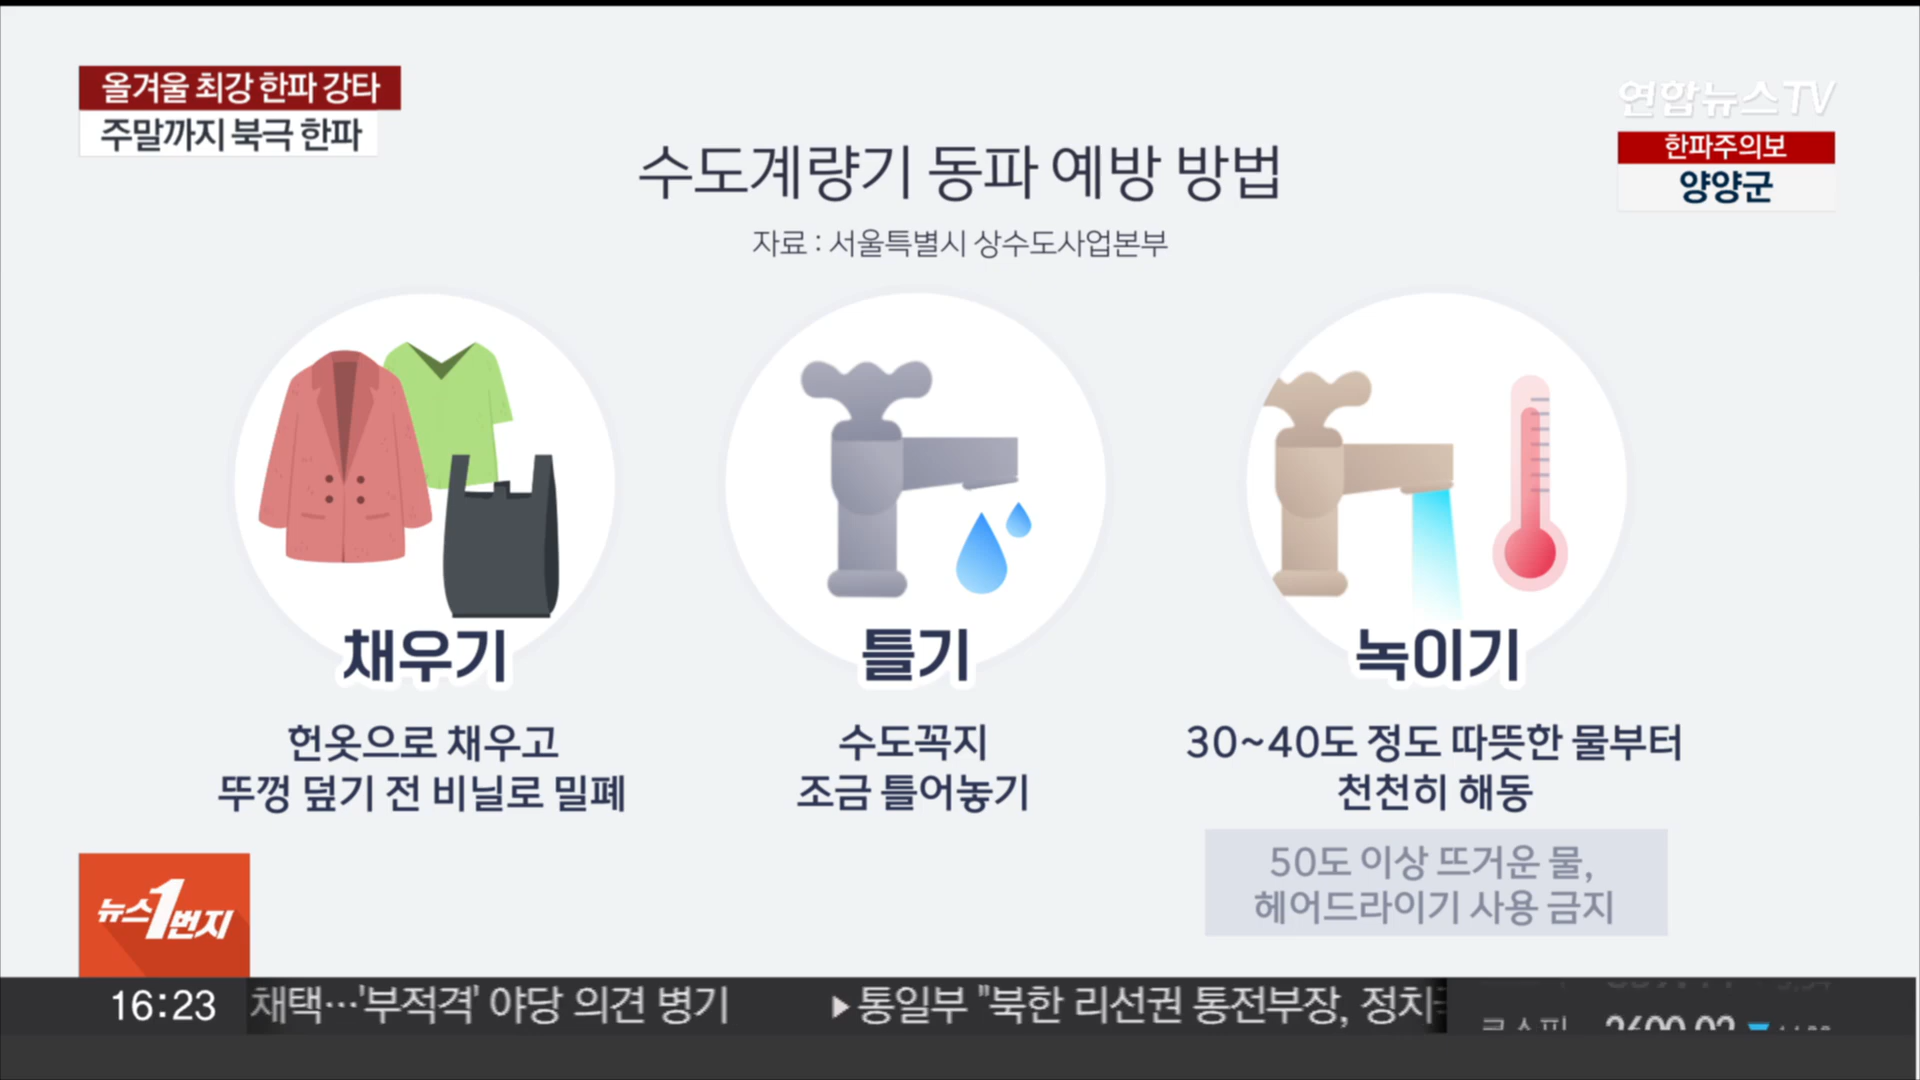 올겨울 최강 한파 강타
주말까지 북극 한파
연합뉴스TV
한파주의보
양양군
수도계량기 동파 예방 방법
자료 : 서울특별시 상수도사업본부
채우기
헌옷으로 채우고
뚜껑 덮기 전 비닐로 밀폐
틀기
수도꼭지
조금 틀어놓기
녹이기
30~40도 정도 따뜻한 물부터
천천히 해동
50도 이상 뜨거운 물,
헤어드라이기 사용 금지
뉴스1번지
16:23
채택…'부적격' 야당 의견 병기 ▶통일부 "북한 리선권 통전부장, 정치